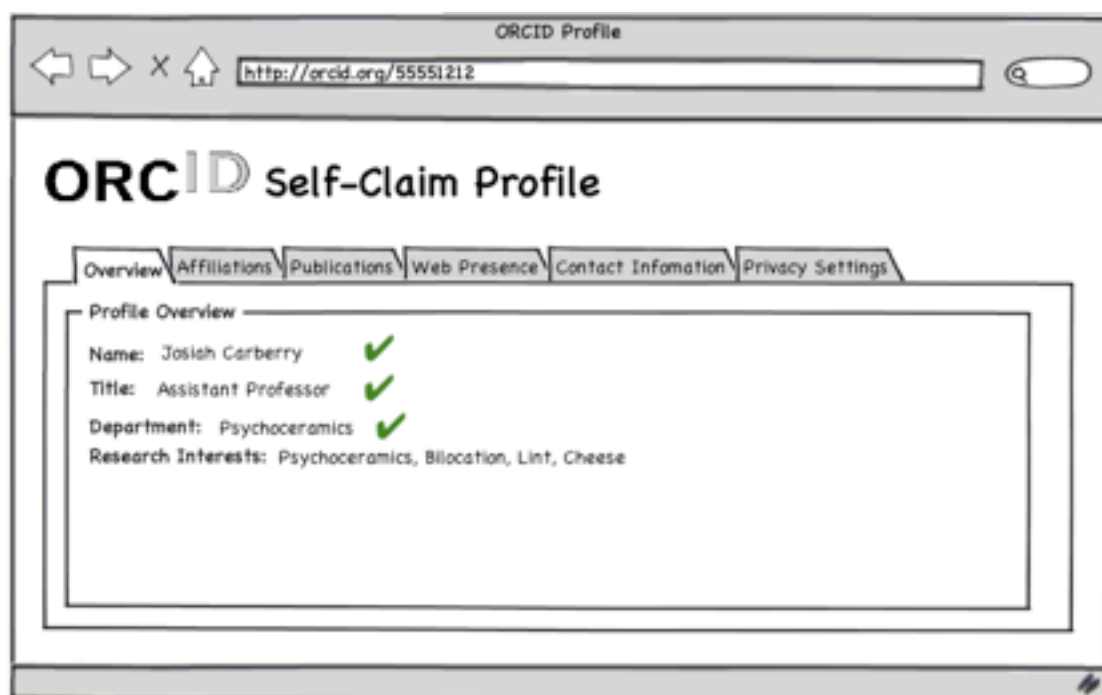 ORCID Profile
http://orcid.org/55551212
ORCID Self-Claim Profile
Overview Affiliations Publications Web Presence Contact Infomation Privacy Settings
Profile Overview
Name: Josiah Carberry
Title: Assistant Professor
Department: Psychoceramics
Research Interests: Psychoceramics, Bilocation, Lint, Cheese